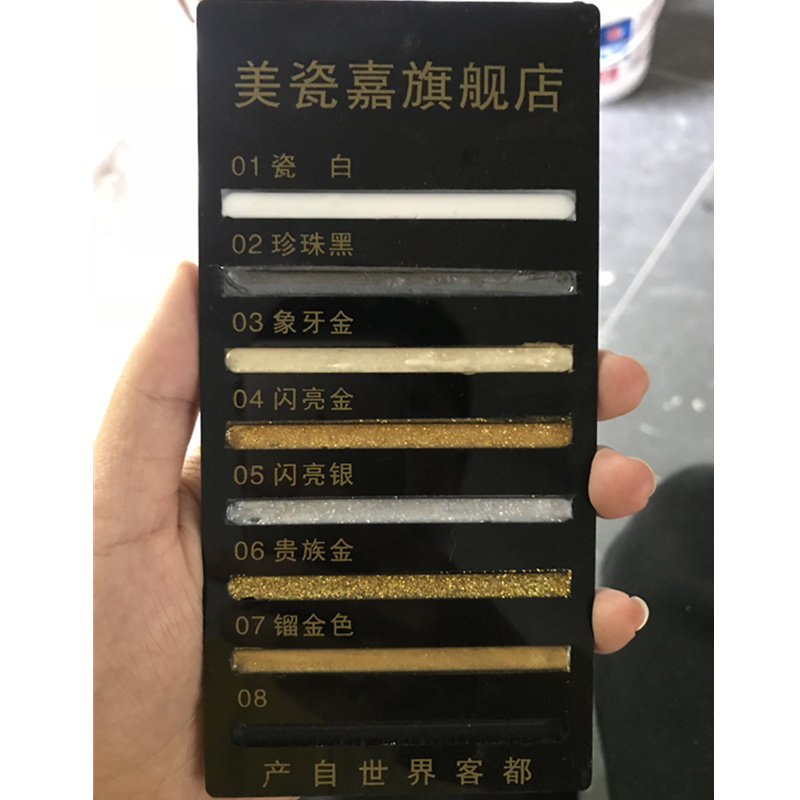 美瓷嘉旗舰店
01 瓷 白
02 珍珠黑
03 象牙金
04 闪亮金
05 闪亮银
06 贵族金
07 镏金色
08
产自世界客都